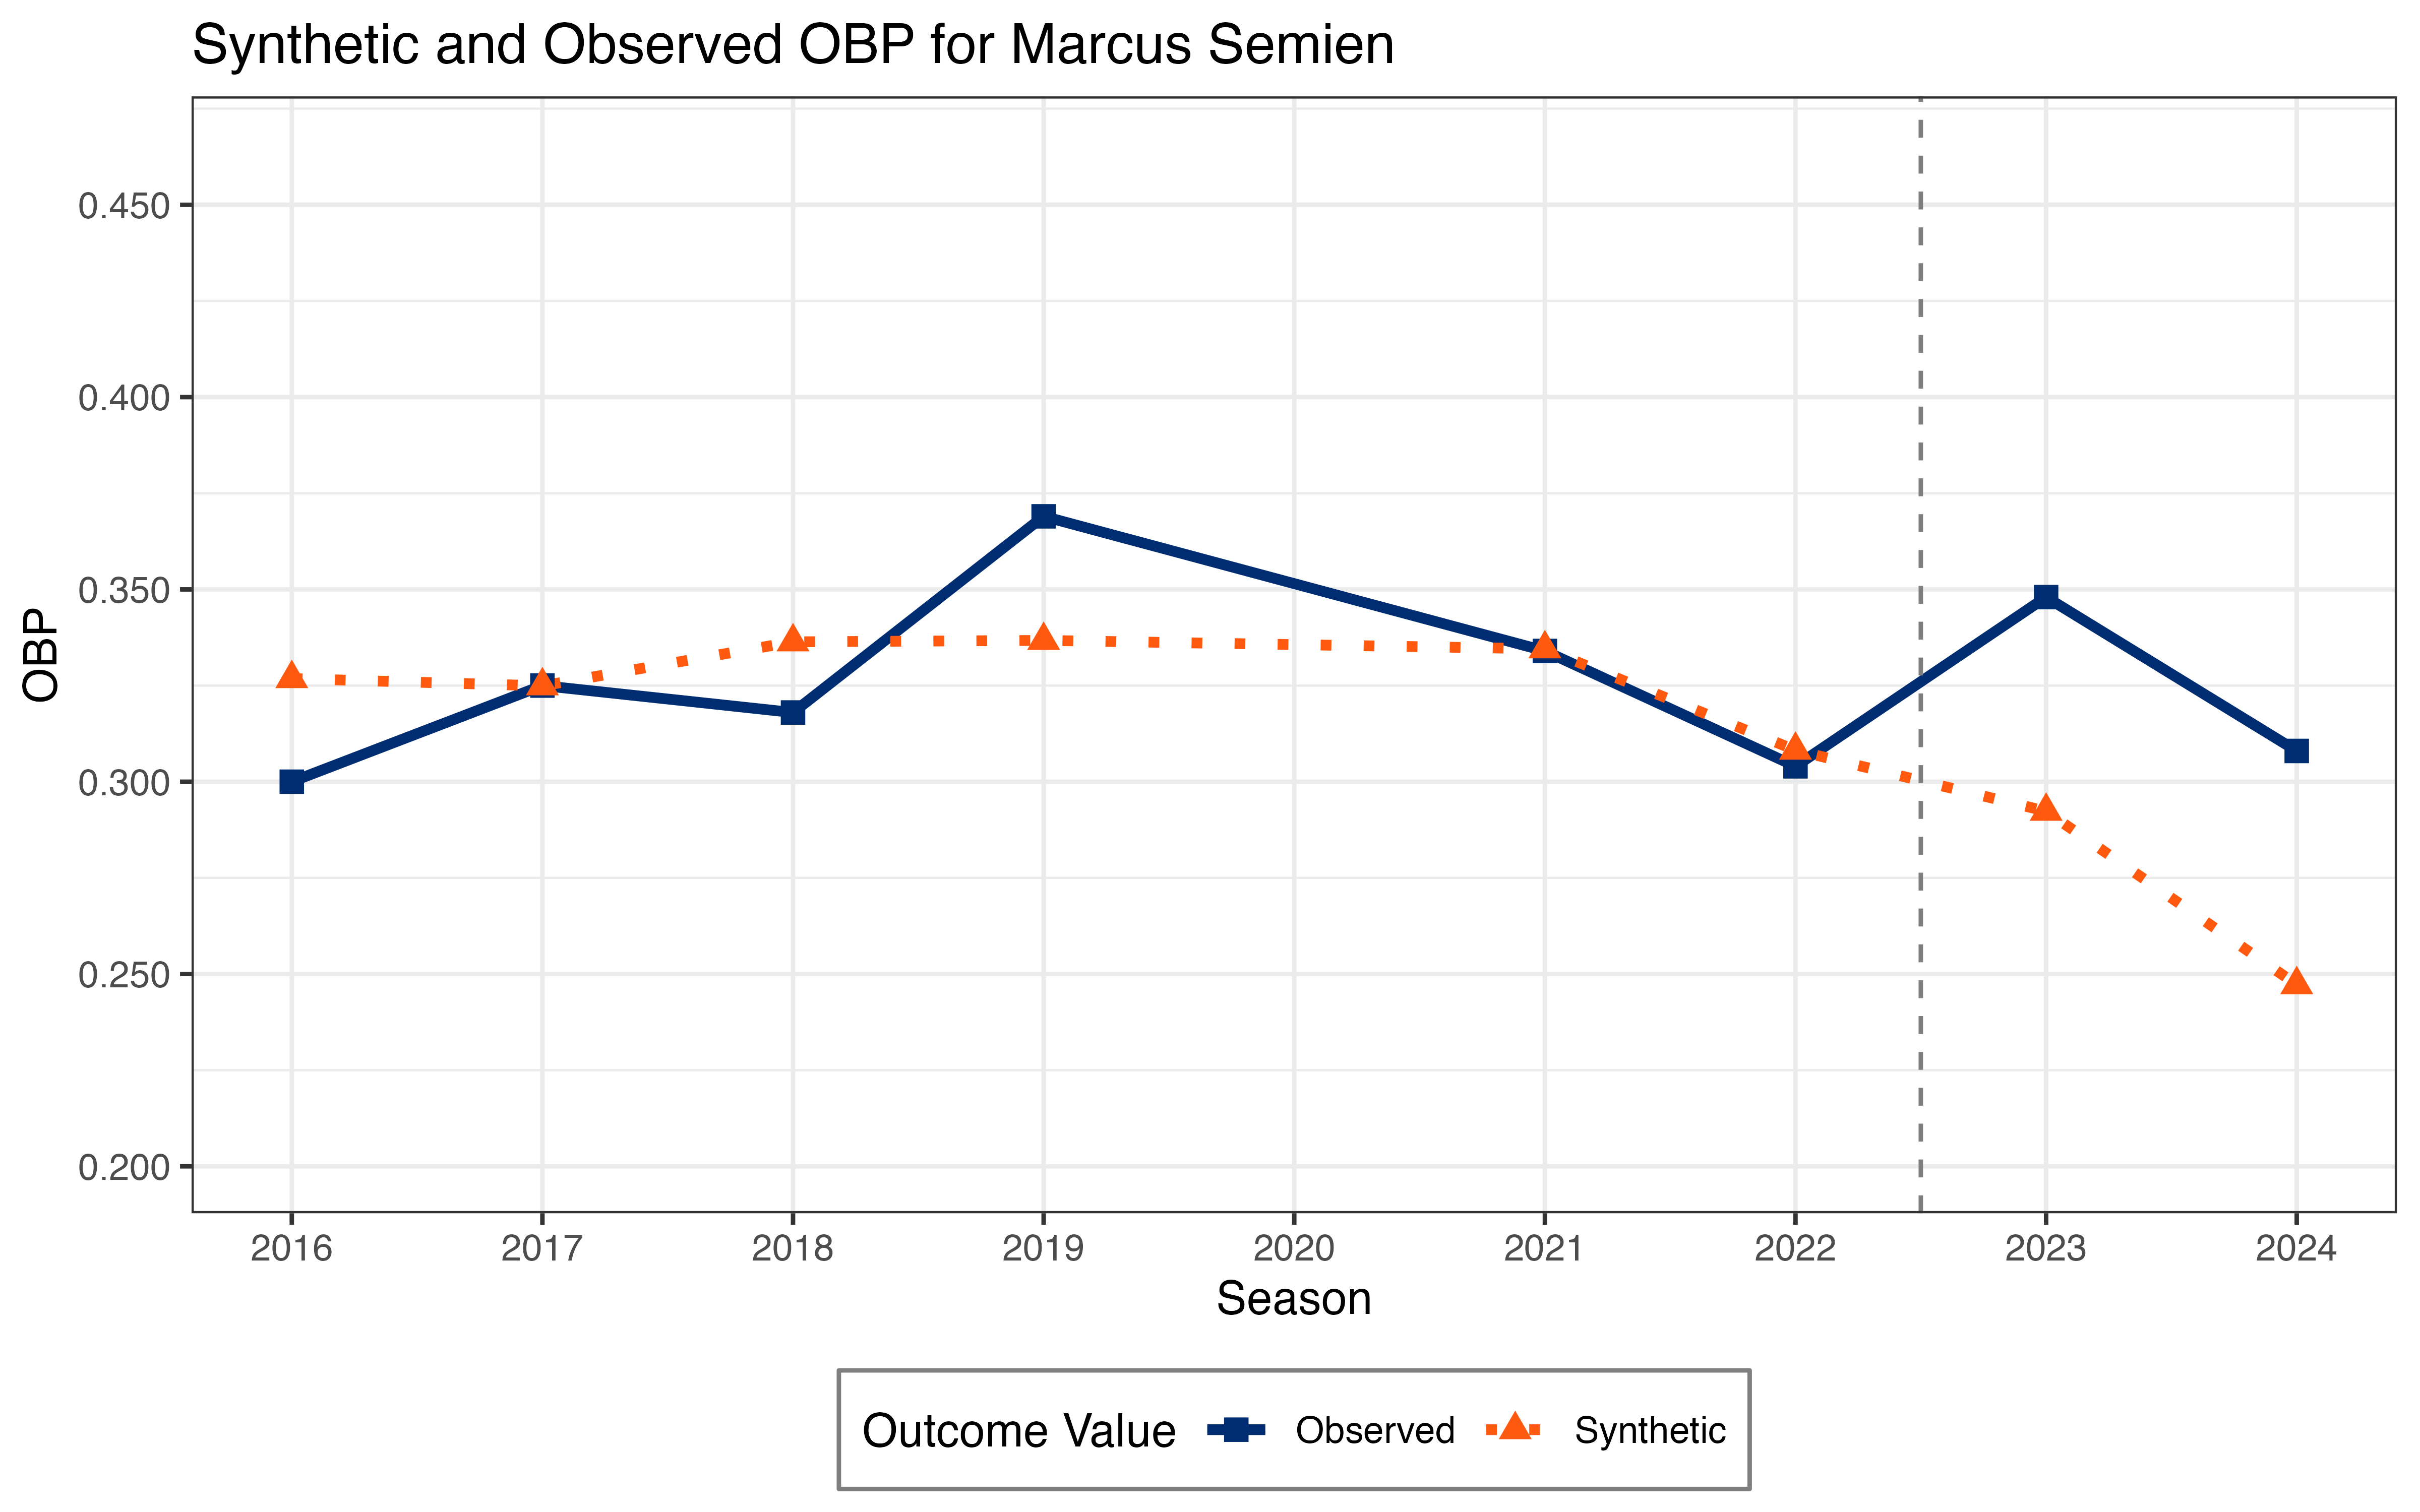 Synthetic and Observed OBP for Marcus Semien
0.450
0.400
0.350
0.300
0.250
0.200
OBP
2016 2017 2018 2019 2020 2021 2022 2023 2024
Season
Outcome Value Observed Synthetic